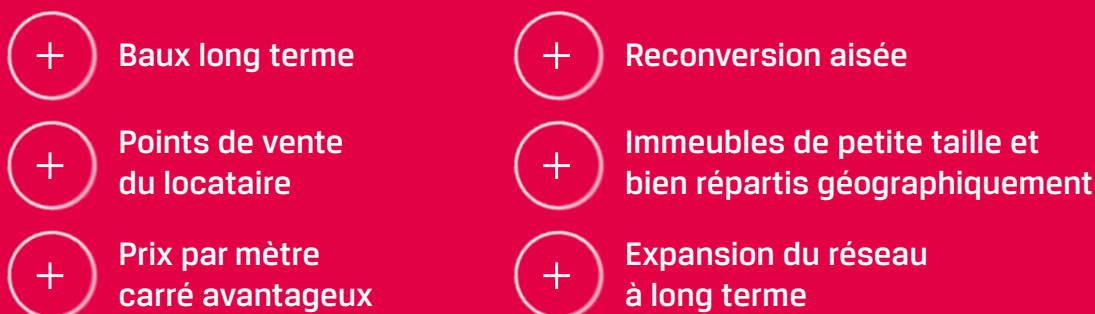 Baux long terme
Points de vente
du locataire
Prix par mètre
carré avantageux
Reconversion aisée
Immeubles de petite taille et
bien répartis géographiquement
Expansion du réseau
à long terme